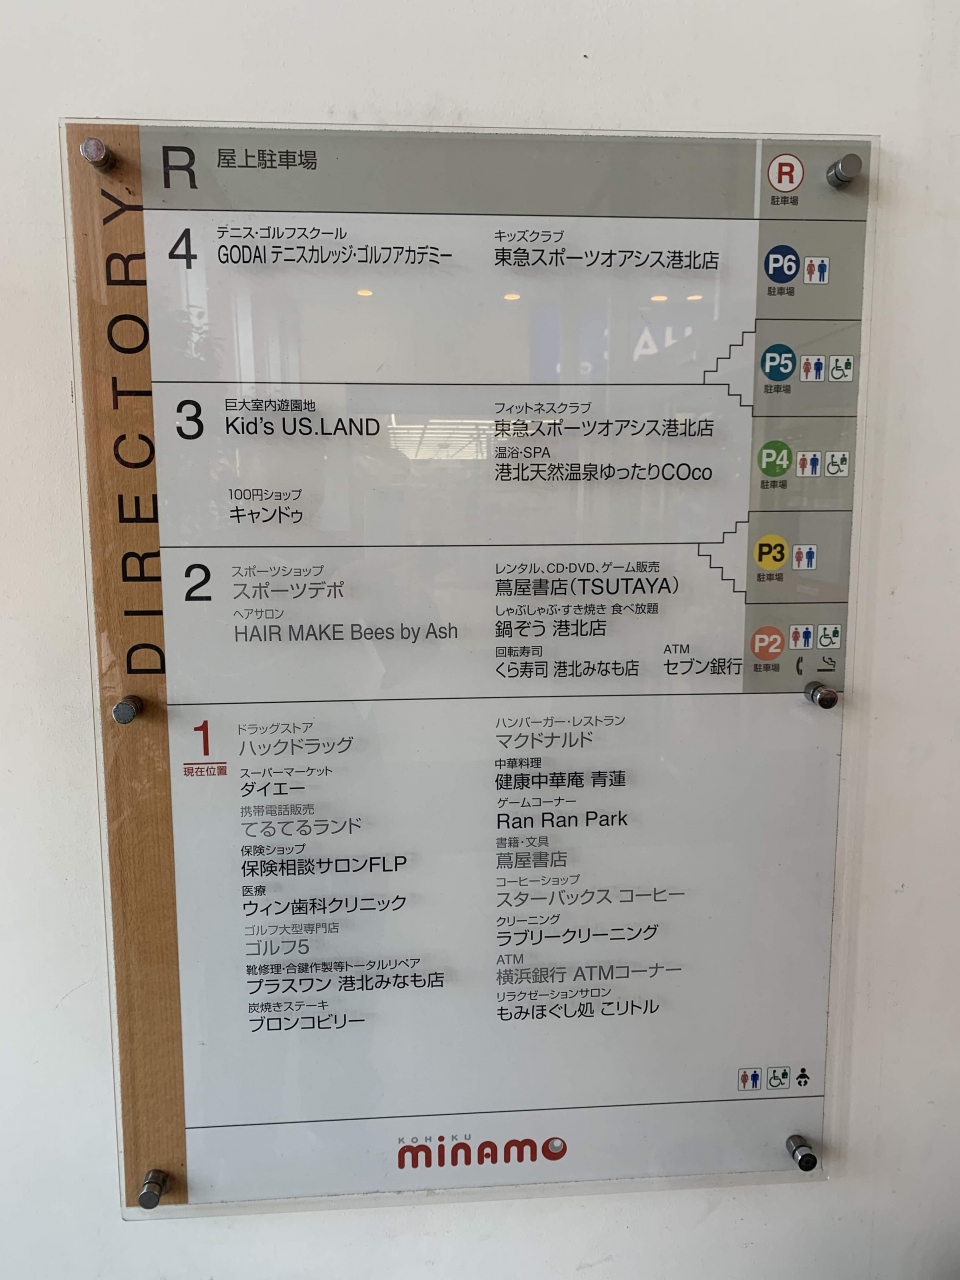 DIRECTORY
R 屋上駐車場
R
駐車場
4
テニス・ゴルフスクール
GODAI テニスカレッジ・ゴルフアカデミー
キッズクラブ
東急スポーツオアシス港北店
P6
駐車場
P5
駐車場
3
巨大室内遊園地
Kid's US.LAND
100円ショップ
キャンドゥ
フィットネスクラブ
東急スポーツオアシス港北店
温浴・SPA
港北天然温泉ゆったりCOco
P4
駐車場
P3
駐車場
2
スポーツショップ
スポーツデポ
ヘアサロン
HAIR MAKE Bees by Ash
レンタル、CD・DVD、ゲーム販売
蔦屋書店(TSUTAYA)
しゃぶしゃぶ・すき焼き 食べ放題
鍋ぞう 港北店
回転寿司
くら寿司 港北みなも店
ATM
セブン銀行
P2
駐車場
1
現在位置
ドラッグストア
ハックドラッグ
スーパーマーケット
ダイエー
携帯電話販売
てるてるランド
保険ショップ
保険相談サロンFLP
医療
ウィン歯科クリニック
ゴルフ大型専門店
ゴルフ5
靴修理・合鍵作製等トータルリペア
プラスワン 港北みなも店
炭焼きステーキ
ブロンコビリー
ハンバーガー・レストラン
マクドナルド
中華料理
健康中華庵 青蓮
ゲームコーナー
Ran Ran Park
書籍・文具
蔦屋書店
コーヒーショップ
スターバックス コーヒー
クリーニング
ラブリークリーニング
ATM
横浜銀行 ATMコーナー
リラクゼーションサロン
もみほぐし処 こリトル
KOHOKU
minamo